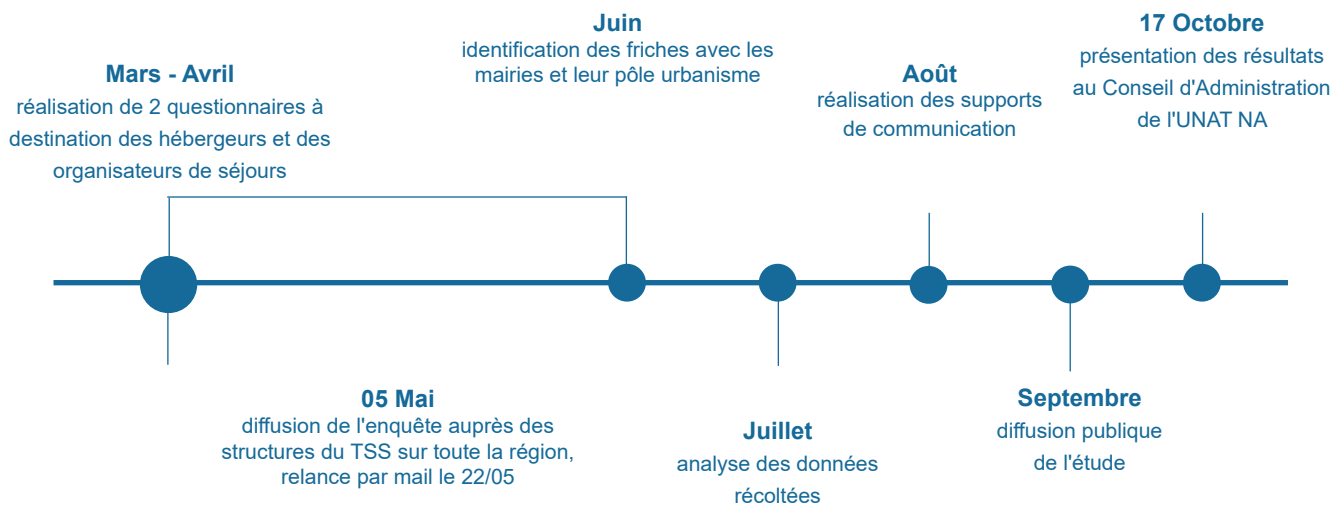 Mars - Avril
réalisation de 2 questionnaires à
destination des hébergeurs et des
organisateurs de séjours
05 Mai
diffusion de l'enquête auprès des
structures du TSS sur toute la région,
relance par mail le 22/05
Juin
identification des friches avec les
mairies et leur pôle urbanisme
Juillet
analyse des données
récoltées
Août
réalisation des supports
de communication
Septembre
diffusion publique
de l'étude
17 Octobre
présentation des résultats
au Conseil d'Administration
de l'UNAT NA